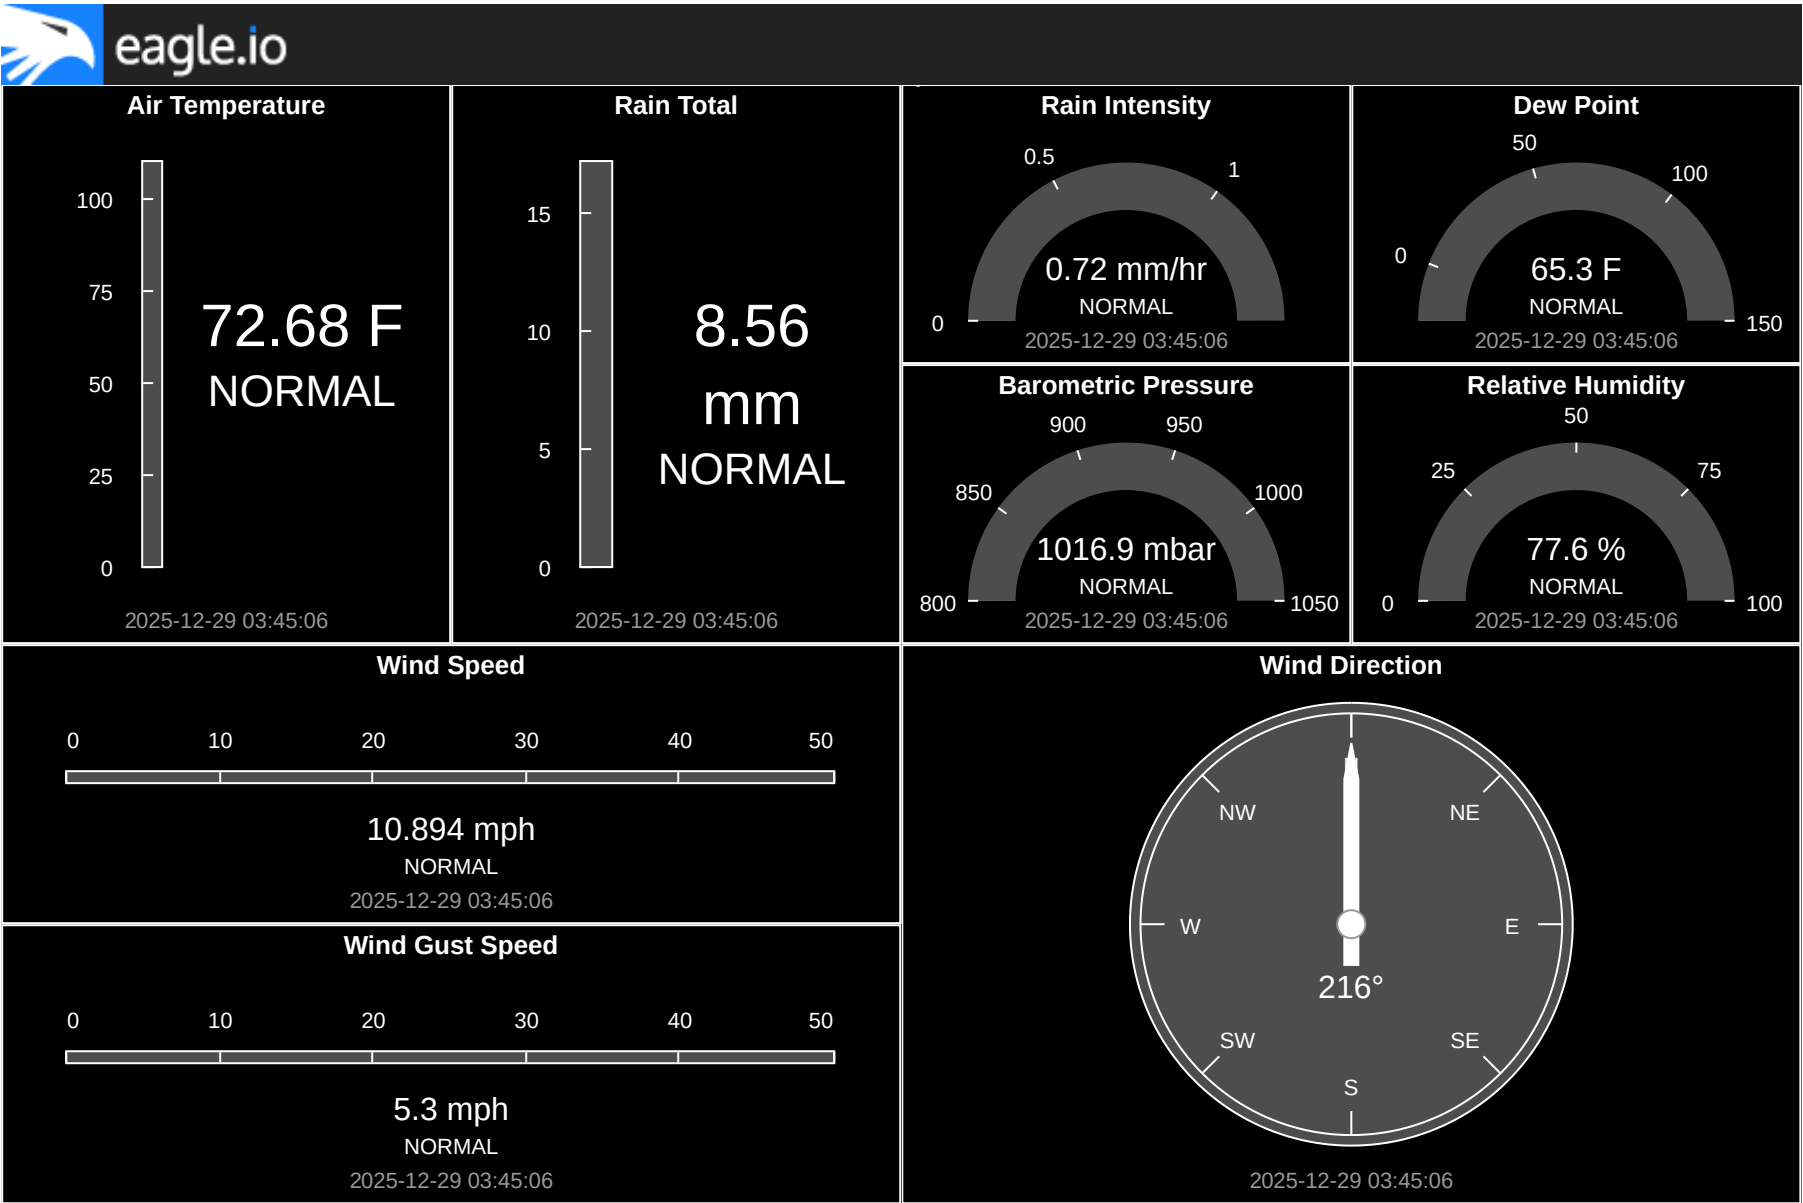 eagle.io
Air Temperature
100
75
50
25
0
72.68 F
NORMAL
2025-12-29 03:45:06
Rain Total
15
10
5
0
8.56
mm
NORMAL
2025-12-29 03:45:06
Rain Intensity
0
0.5
1
0.72 mm/hr
NORMAL
2025-12-29 03:45:06
Dew Point
0
50
100
150
65.3 F
NORMAL
2025-12-29 03:45:06
Barometric Pressure
800
850
900
950
1000
1050
1016.9 mbar
NORMAL
2025-12-29 03:45:06
Relative Humidity
0
25
50
75
100
77.6 %
NORMAL
2025-12-29 03:45:06
Wind Speed
0 10 20 30 40 50
10.894 mph
NORMAL
2025-12-29 03:45:06
Wind Gust Speed
0 10 20 30 40 50
5.3 mph
NORMAL
2025-12-29 03:45:06
Wind Direction
NW NE
W E
216°
SW SE
S
2025-12-29 03:45:06